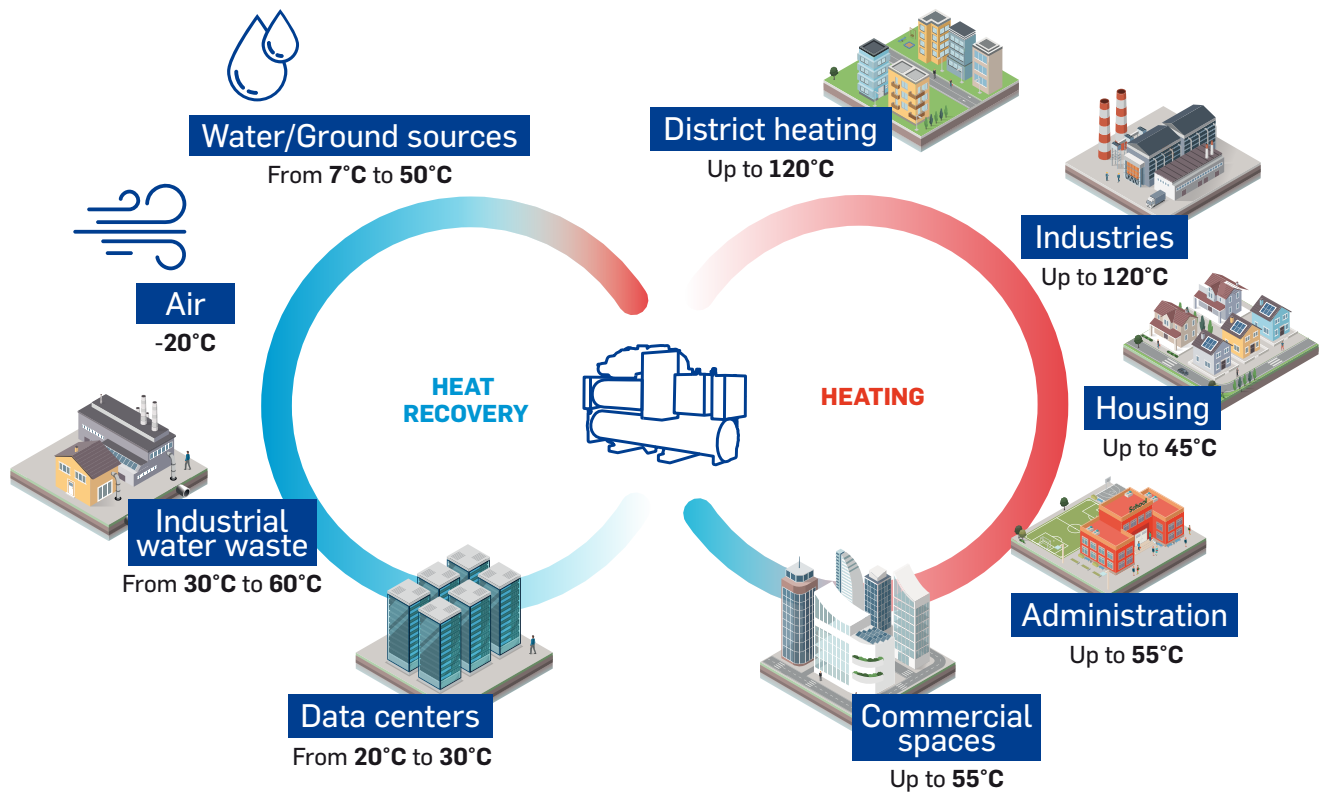 Water/Ground sources
From 7°C to 50°C
Air
-20°C
HEAT
RECOVERY
Industrial
water waste
From 30°C to 60°C
Data centers
From 20°C to 30°C
District heating
Up to 120°C
Industries
Up to 120°C
HEATING
Housing
Up to 45°C
School
Administration
Up to 55°C
Commercial
spaces
Up to 55°C